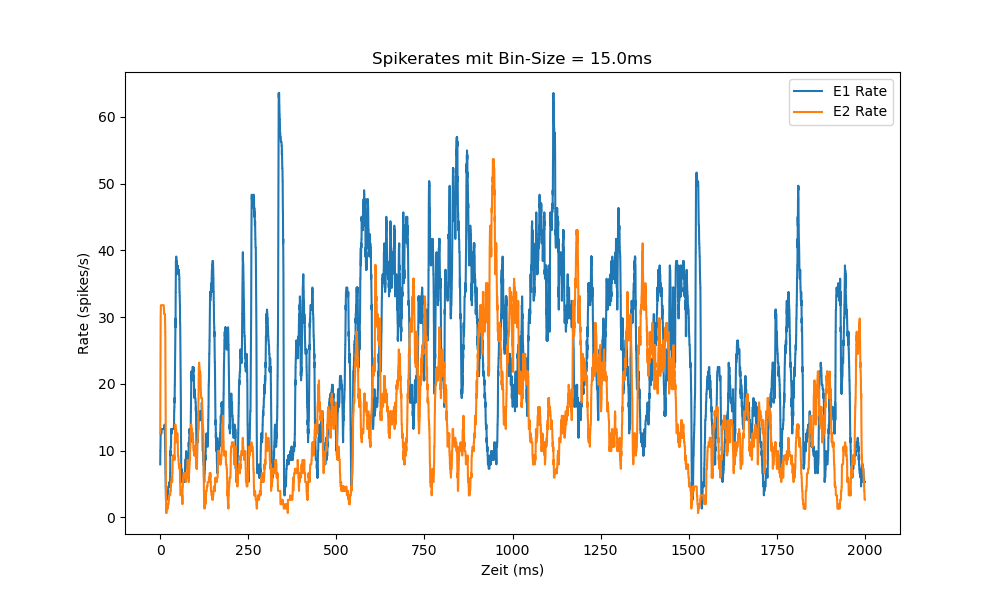 Spikerates mit Bin-Size = 15.0ms
E1 Rate
E2 Rate
Rate (spikes/s)
60
50
40
30
20
10
0
0 250 500 750 1000 1250 1500 1750 2000
Zeit (ms)